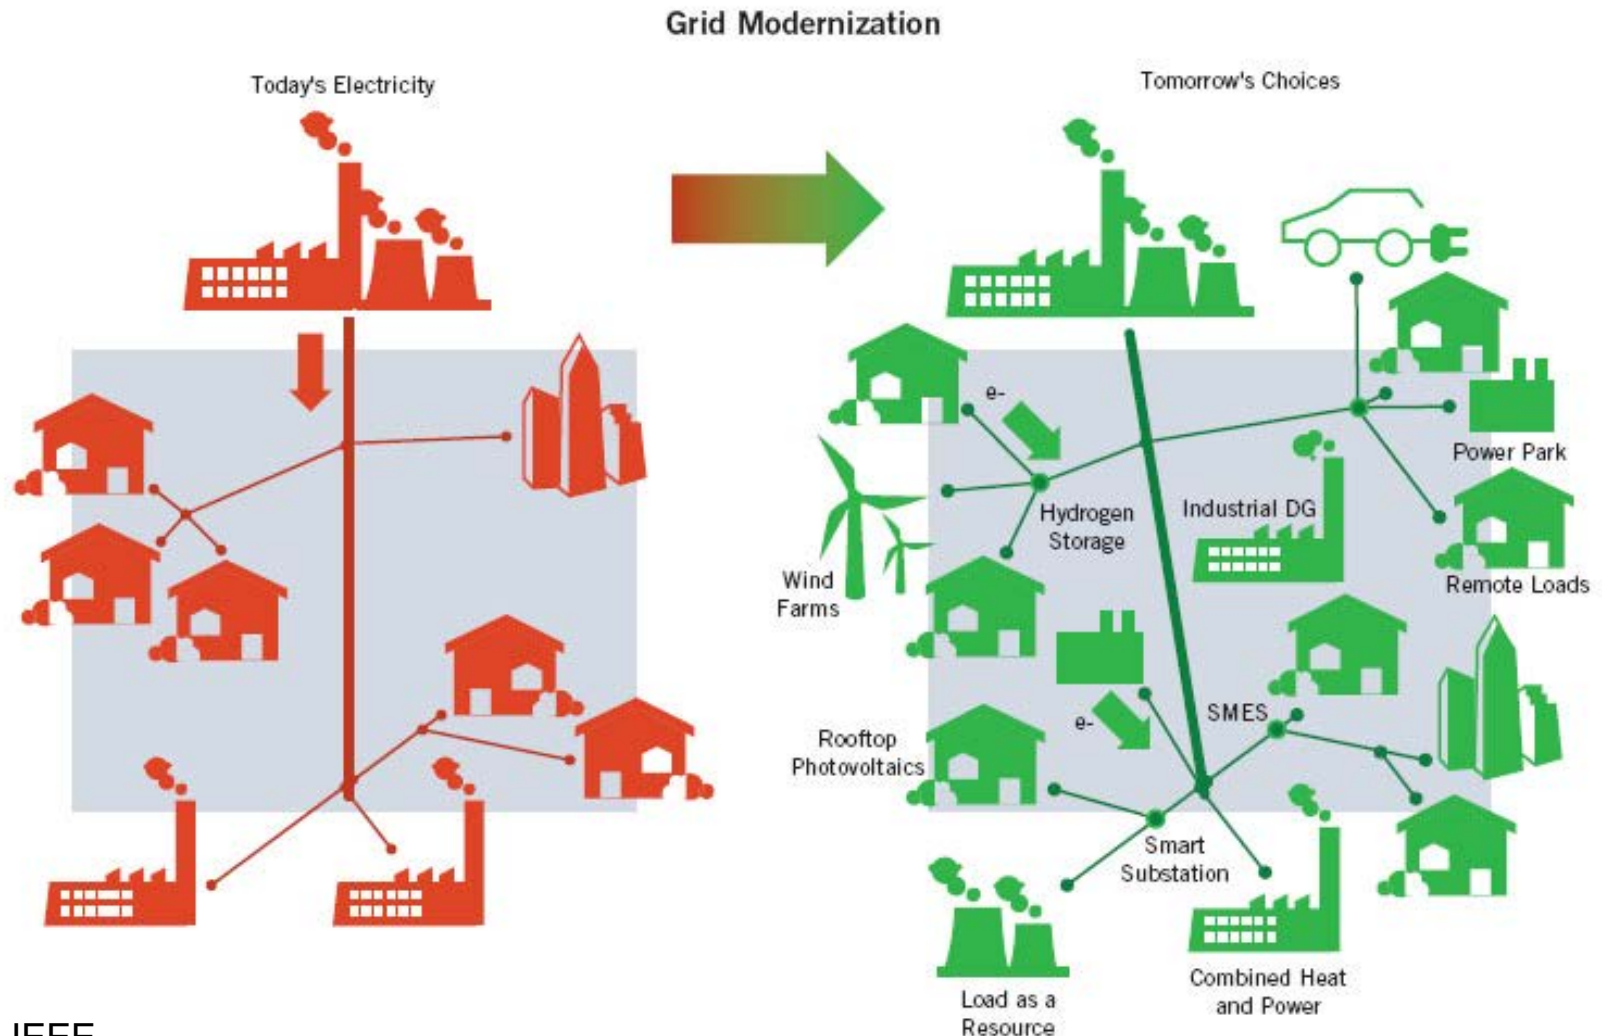 Grid Modernization
Today's Electricity
Tomorrow's Choices
e-
Power Park
Hydrogen
Storage
Industrial DG
Wind
Farms
Remote Loads
SMES
e-
Rooftop
Photovoltaics
Smart
Substation
Combined Heat
and Power
Load as a
Resource
IEEE